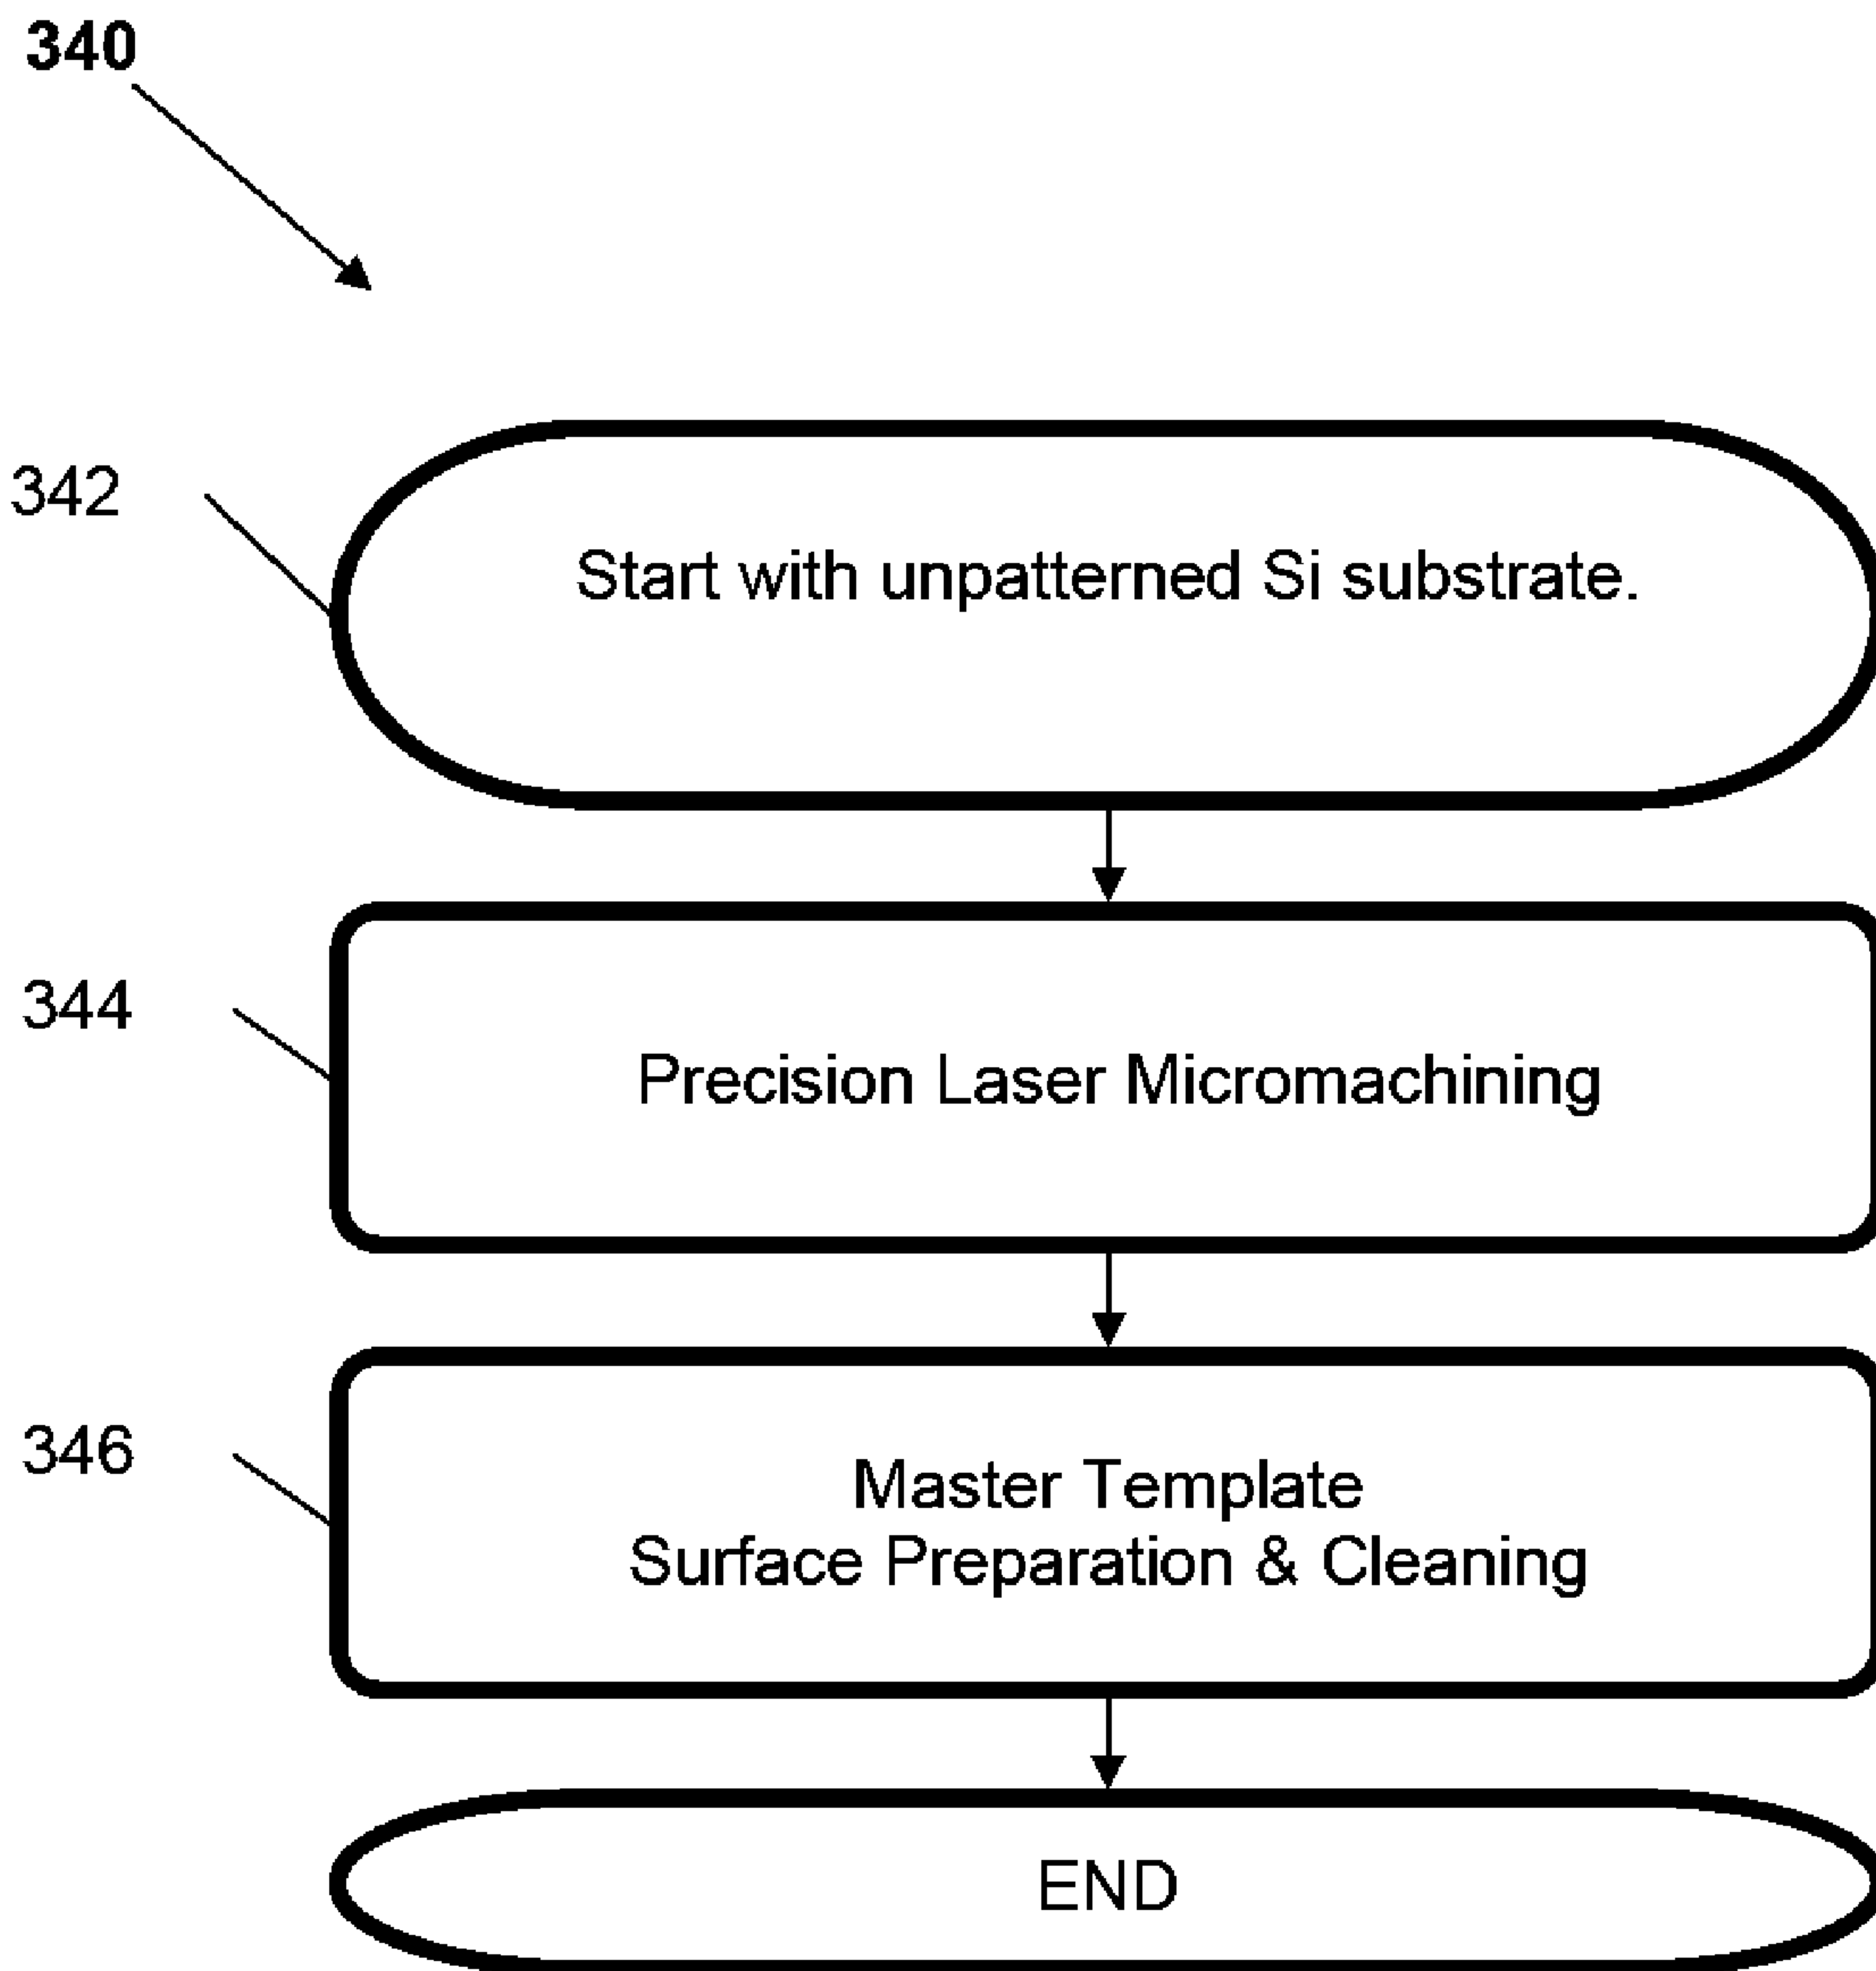 340
342
Start with unpatterned Si substrate.
344
Precision Laser Micromachining
346
Master Template
Surface Preparation & Cleaning
END